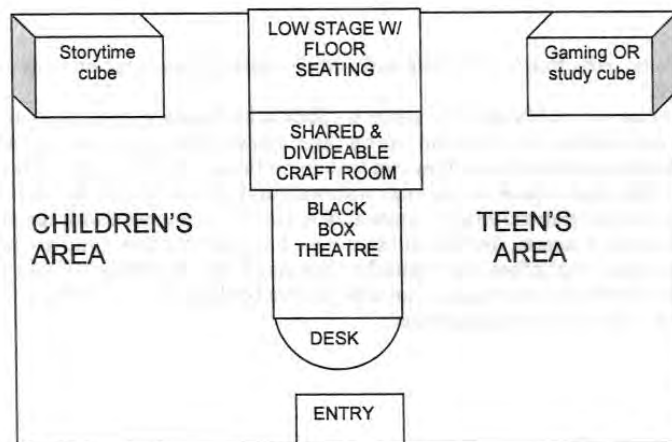 Storytime
cube
LOW STAGE W/
FLOOR
SEATING
Gaming OR
study cube
SHARED &
DIVIDEABLE
CRAFT ROOM
CHILDREN'S
AREA
BLACK
BOX
THEATRE
TEEN'S
AREA
DESK
ENTRY